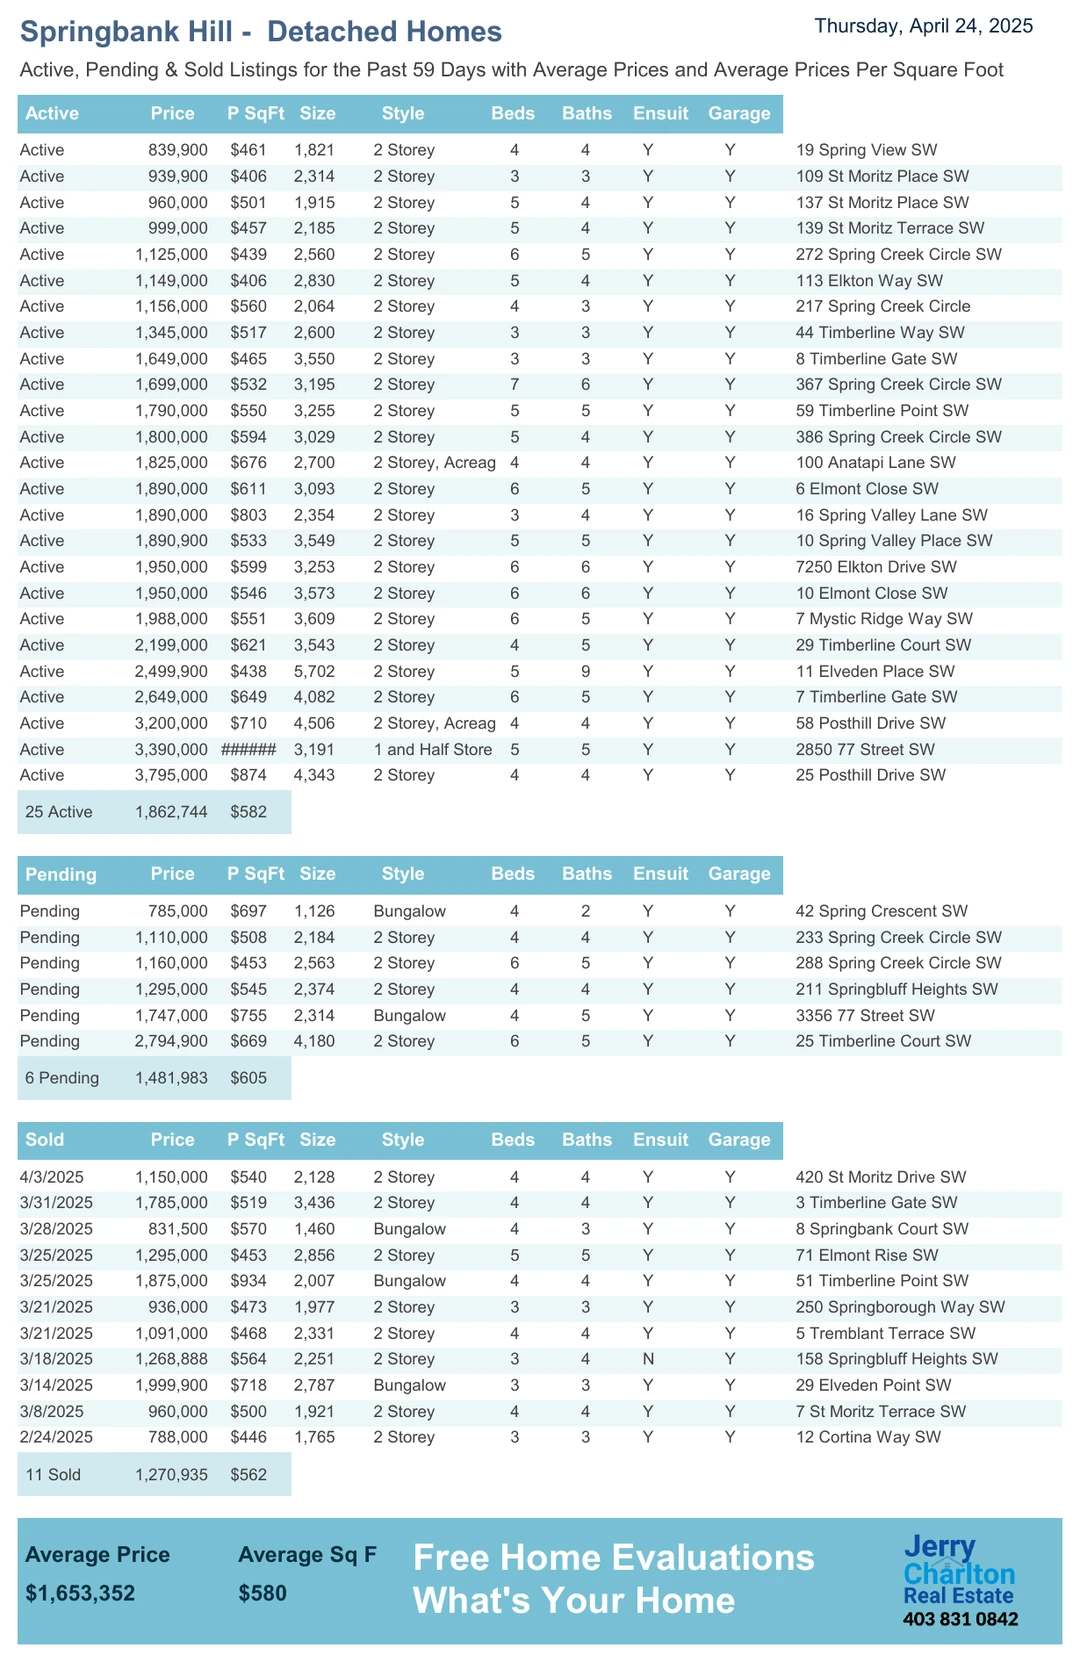 Springbank Hill -  Detached Homes
Thursday, April 24, 2025
Active, Pending & Sold Listings for the Past 59 Days with Average Prices and Average Prices Per Square Foot
Active Price P SqFt Size Style Beds Baths Ensuit Garage
Active 839,900 $461 1,821 2 Storey 4 4 Y Y 19 Spring View SW
Active 939,900 $406 2,314 2 Storey 3 3 Y Y 109 St Moritz Place SW
Active 960,000 $501 1,915 2 Storey 5 4 Y Y 137 St Moritz Place SW
Active 999,000 $457 2,185 2 Storey 5 4 Y Y 139 St Moritz Terrace SW
Active 1,125,000 $439 2,560 2 Storey 6 5 Y Y 272 Spring Creek Circle SW
Active 1,149,000 $406 2,830 2 Storey 5 4 Y Y 113 Elkton Way SW
Active 1,156,000 $560 2,064 2 Storey 4 3 Y Y 217 Spring Creek Circle
Active 1,345,000 $517 2,600 2 Storey 3 3 Y Y 44 Timberline Way SW
Active 1,649,000 $465 3,550 2 Storey 3 3 Y Y 8 Timberline Gate SW
Active 1,699,000 $532 3,195 2 Storey 7 6 Y Y 367 Spring Creek Circle SW
Active 1,790,000 $550 3,255 2 Storey 5 5 Y Y 59 Timberline Point SW
Active 1,800,000 $594 3,029 2 Storey 5 4 Y Y 386 Spring Creek Circle SW
Active 1,825,000 $676 2,700 2 Storey, Acreag 4 4 Y Y 100 Anatapi Lane SW
Active 1,890,000 $611 3,093 2 Storey 6 5 Y Y 6 Elmont Close SW
Active 1,890,000 $803 2,354 2 Storey 3 4 Y Y 16 Spring Valley Lane SW
Active 1,890,900 $533 3,549 2 Storey 5 5 Y Y 10 Spring Valley Place SW
Active 1,950,000 $599 3,253 2 Storey 6 6 Y Y 7250 Elkton Drive SW
Active 1,950,000 $546 3,573 2 Storey 6 6 Y Y 10 Elmont Close SW
Active 1,988,000 $551 3,609 2 Storey 6 5 Y Y 7 Mystic Ridge Way SW
Active 2,199,000 $621 3,543 2 Storey 4 5 Y Y 29 Timberline Court SW
Active 2,499,900 $438 5,702 2 Storey 5 9 Y Y 11 Elveden Place SW
Active 2,649,000 $649 4,082 2 Storey 6 5 Y Y 7 Timberline Gate SW
Active 3,200,000 $710 4,506 2 Storey, Acreag 4 4 Y Y 58 Posthill Drive SW
Active 3,390,000 ###### 3,191 1 and Half Store 5 5 Y Y 2850 77 Street SW
Active 3,795,000 $874 4,343 2 Storey 4 4 Y Y 25 Posthill Drive SW
25 Active 1,862,744 $582
Pending Price P SqFt Size Style Beds Baths Ensuit Garage
Pending 785,000 $697 1,126 Bungalow 4 2 Y Y 42 Spring Crescent SW
Pending 1,110,000 $508 2,184 2 Storey 4 4 Y Y 233 Spring Creek Circle SW
Pending 1,160,000 $453 2,563 2 Storey 6 5 Y Y 288 Spring Creek Circle SW
Pending 1,295,000 $545 2,374 2 Storey 4 4 Y Y 211 Springbluff Heights SW
Pending 1,747,000 $755 2,314 Bungalow 4 5 Y Y 3356 77 Street SW
Pending 2,794,900 $669 4,180 2 Storey 6 5 Y Y 25 Timberline Court SW
6 Pending 1,481,983 $605
Sold Price P SqFt Size Style Beds Baths Ensuit Garage
4/3/2025 1,150,000 $540 2,128 2 Storey 4 4 Y Y 420 St Moritz Drive SW
3/31/2025 1,785,000 $519 3,436 2 Storey 4 4 Y Y 3 Timberline Gate SW
3/28/2025 831,500 $570 1,460 Bungalow 4 3 Y Y 8 Springbank Court SW
3/25/2025 1,295,000 $453 2,856 2 Storey 5 5 Y Y 71 Elmont Rise SW
3/25/2025 1,875,000 $934 2,007 Bungalow 4 4 Y Y 51 Timberline Point SW
3/21/2025 936,000 $473 1,977 2 Storey 3 3 Y Y 250 Springborough Way SW
3/21/2025 1,091,000 $468 2,331 2 Storey 4 4 Y Y 5 Tremblant Terrace SW
3/18/2025 1,268,888 $564 2,251 2 Storey 3 4 N Y 158 Springbluff Heights SW
3/14/2025 1,999,900 $718 2,787 Bungalow 3 3 Y Y 29 Elveden Point SW
3/8/2025 960,000 $500 1,921 2 Storey 4 4 Y Y 7 St Moritz Terrace SW
2/24/2025 788,000 $446 1,765 2 Storey 3 3 Y Y 12 Cortina Way SW
11 Sold 1,270,935 $562
Average Price Average Sq F
$1,653,352 $580
Free Home Evaluations
What's Your Home
Jerry
Charlton
Real Estate
403 831 0842